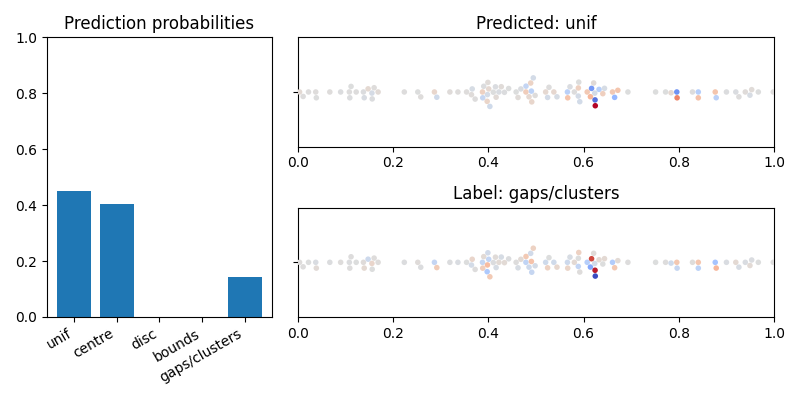 Prediction probabilities
1.0
0.8
0.6
0.4
0.2
0.0
unif
centre
disc
bounds
gaps/clusters
Predicted: unif
0.0 0.2 0.4 0.6 0.8 1.0
Label: gaps/clusters
0.0 0.2 0.4 0.6 0.8 1.0